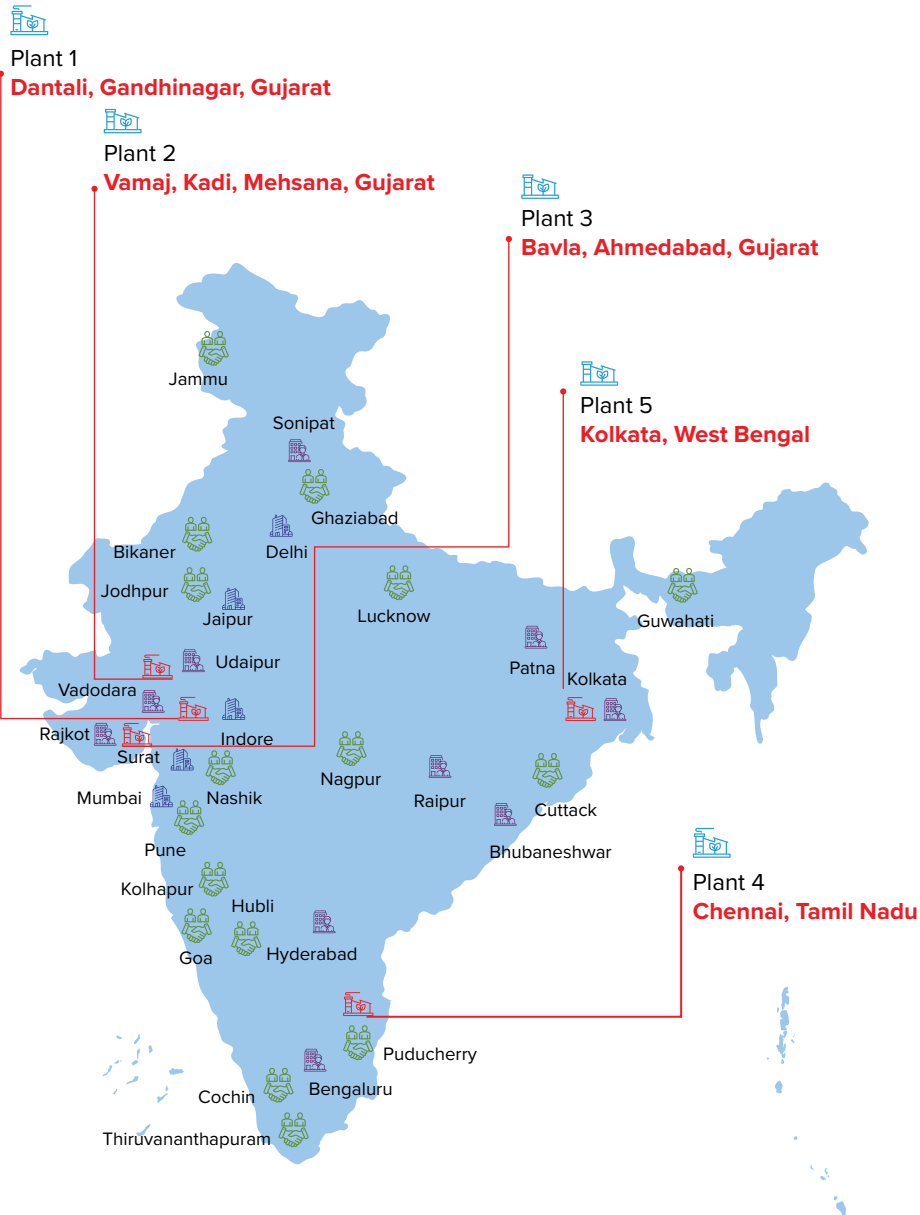 Plant 1
Dantali, Gandhinagar, Gujarat
Plant 2
Vamaj, Kadi, Mehsana, Gujarat
Plant 3
Bavla, Ahmedabad, Gujarat
Plant 5
Kolkata, West Bengal
Jammu
Sonipat
Ghaziabad
Bikaner
Delhi
Jodhpur
Jaipur
Lucknow
Guwahati
Udaipur
Patna
Kolkata
Vadodara
Rajkot
Indore
Surat
Nagpur
Mumbai
Nashik
Raipur
Cuttack
Pune
Bhubaneshwar
Plant 4
Chennai, Tamil Nadu
Kolhapur
Hubli
Goa
Hyderabad
Puducherry
Bengaluru
Cochin
Thiruvananthapuram